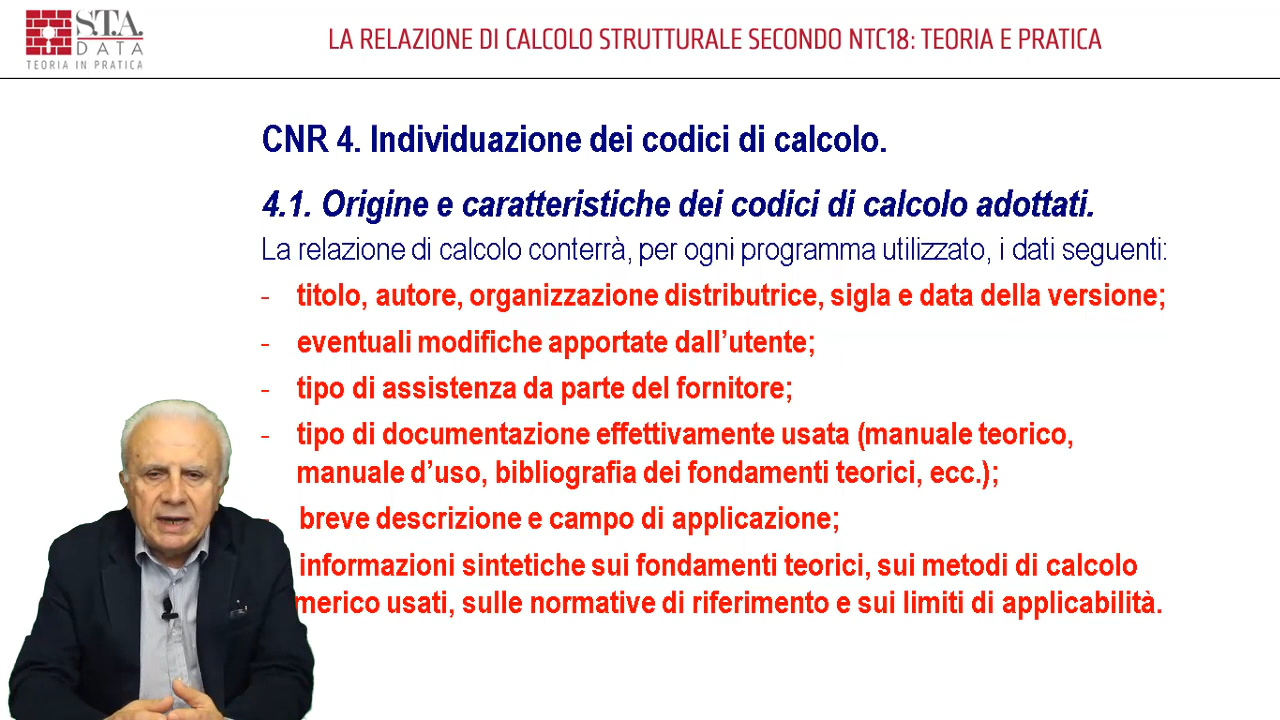 S.T.A.
DATA
TEORIA IN PRATICA
LA RELAZIONE DI CALCOLO STRUTTURALE SECONDO NTC18: TEORIA E PRATICA
CNR 4. Individuazione dei codici di calcolo.
4.1. Origine e caratteristiche dei codici di calcolo adottati.
La relazione di calcolo conterrà, per ogni programma utilizzato, i dati seguenti:
- titolo, autore, organizzazione distributrice, sigla e data della versione;
- eventuali modifiche apportate dall’utente;
- tipo di assistenza da parte del fornitore;
- tipo di documentazione effettivamente usata (manuale teorico,
manuale d’uso, bibliografia dei fondamenti teorici, ecc.);
breve descrizione e campo di applicazione;
informazioni sintetiche sui fondamenti teorici, sui metodi di calcolo
merico usati, sulle normative di riferimento e sui limiti di applicabilità.